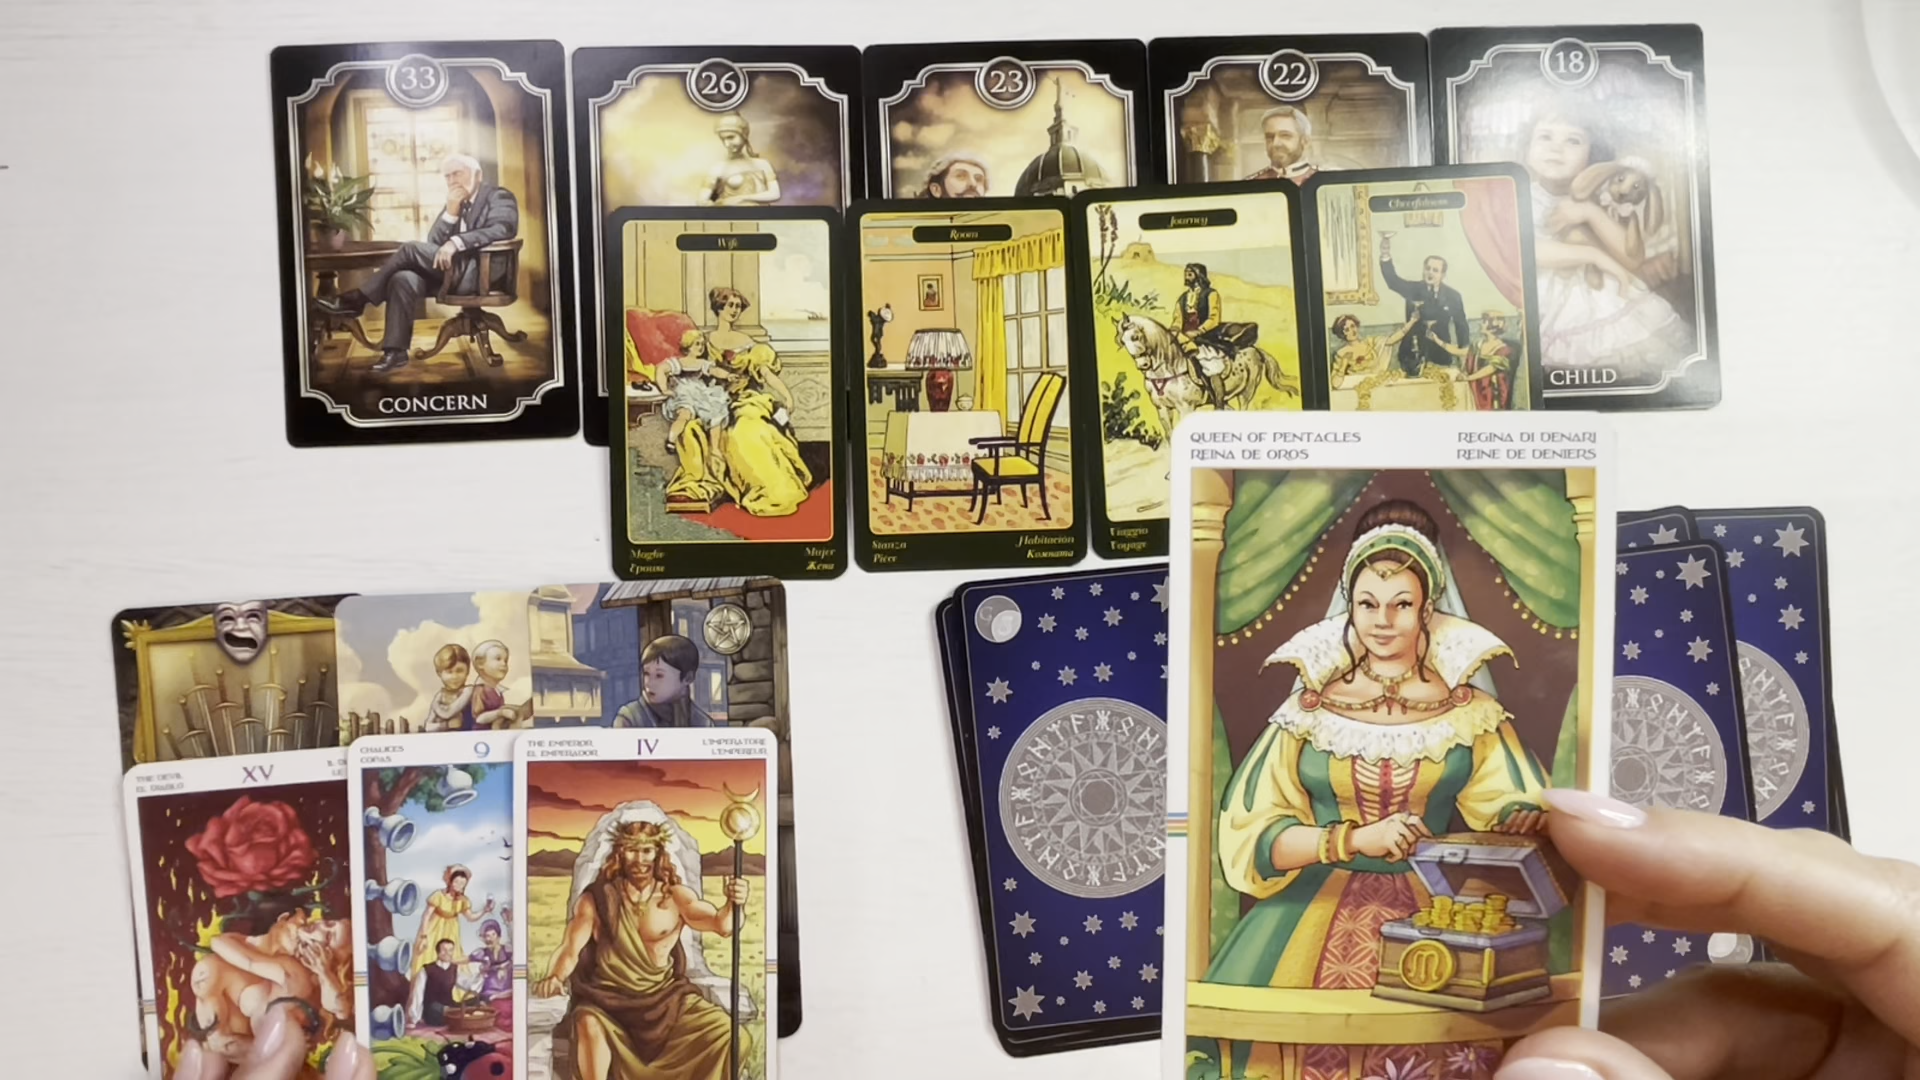 33
26
23
22
18
CONCERN
CHILD
Wife
Room
Journey
Cheerfulness
Moglie Mujer
Epouse Жена
Stanza Habitación
Pièce Комната
Viaggio
Voyage
QUEEN OF PENTACLES REGINA DI DENARI
REINA DE OROS REINE DE DENIERS
THE DEVIL XV
EL DIABLO
CHALICES 9
COPAS
THE EMPEROR IV L'IMPERATORE
EL EMPERADOR L'EMPEREUR